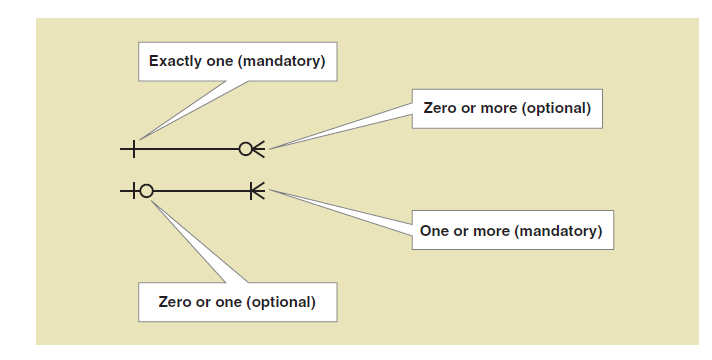 Exactly one (mandatory)
Zero or more (optional)
One or more (mandatory)
Zero or one (optional)